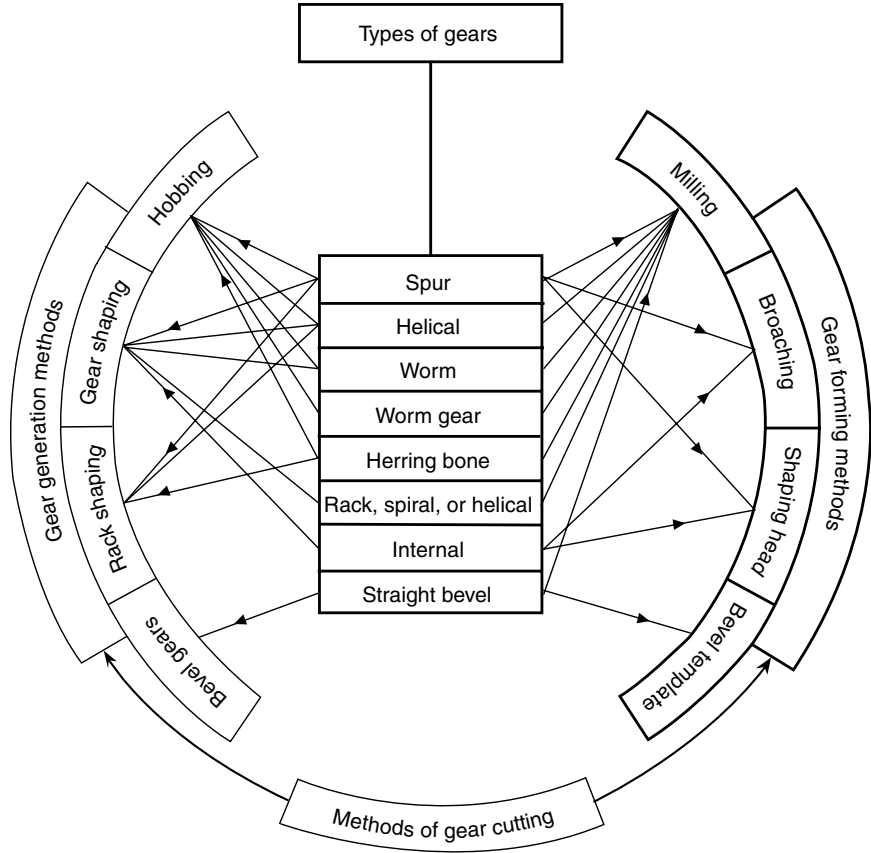 Types of gears
Hobbing
Gear shaping
Rack shaping
Bevel gears
Gear generation methods
Spur
Helical
Worm
Worm gear
Herring bone
Rack, spiral, or helical
Internal
Straight bevel
Milling
Broaching
Shaping head
Bevel template
Gear forming methods
Methods of gear cutting